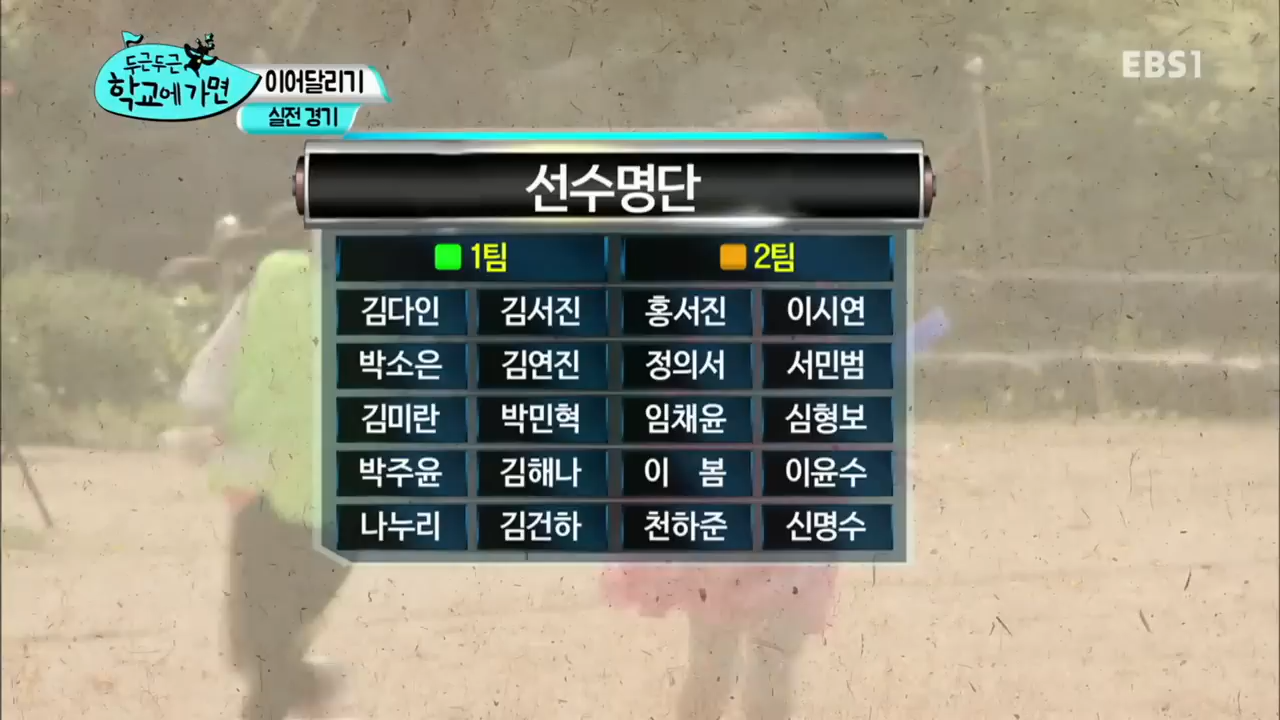 두근두근
학교에 가면
이어달리기
실전 경기
EBS1
선수명단
1팀 2팀
김다인 김서진 홍서진 이시연
박소은 김연진 정의서 서민범
김미란 박민혁 임채윤 심형보
박주윤 김해나 이 봄 이윤수
나누리 김건하 천하준 신명수